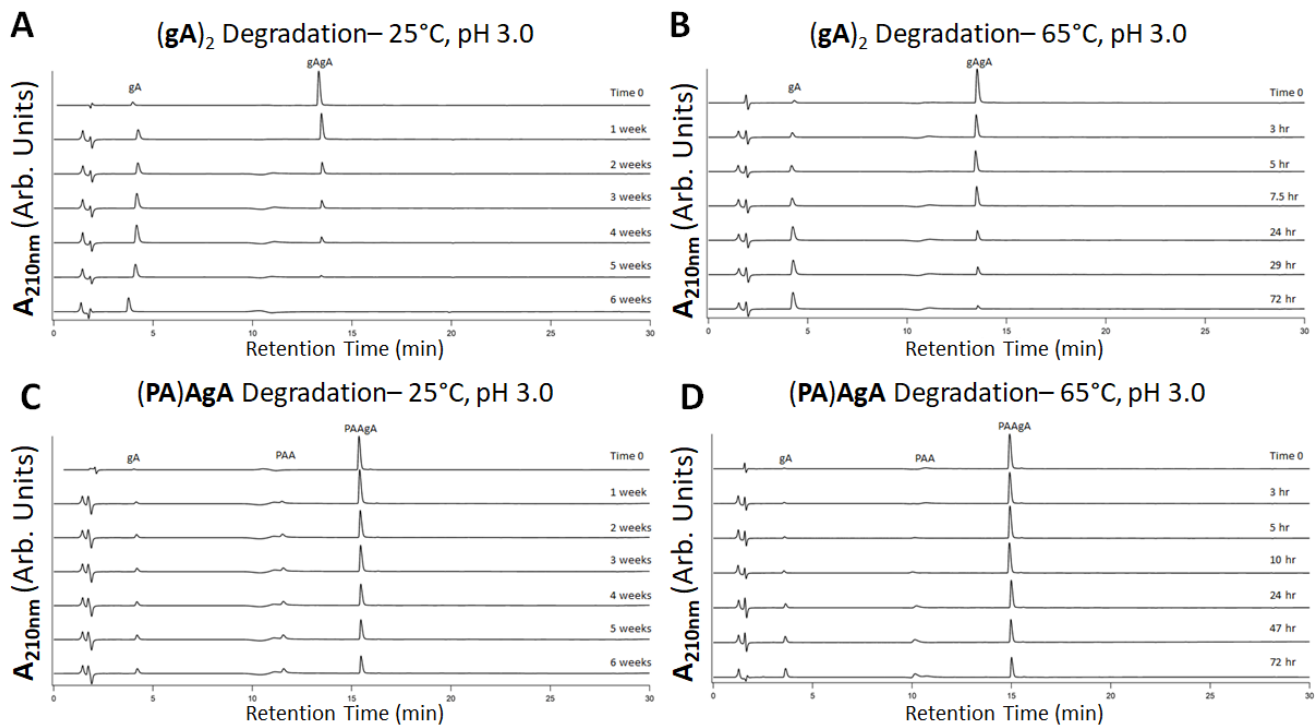 A
(gA)2 Degradation– 25°C, pH 3.0
A210nm (Arb. Units)
gA
gAgA
Time 0
1 week
2 weeks
3 weeks
4 weeks
5 weeks
6 weeks
0 5 10 15 20 25 30
Retention Time (min)
B
(gA)2 Degradation– 65°C, pH 3.0
A210nm (Arb. Units)
gA
gAgA
Time 0
3 hr
5 hr
7.5 hr
24 hr
29 hr
72 hr
0 5 10 15 20 25 30
Retention Time (min)
C
(PA)AgA Degradation– 25°C, pH 3.0
A210nm (Arb. Units)
gA
PAA
PAAgA
Time 0
1 week
2 weeks
3 weeks
4 weeks
5 weeks
6 weeks
0 5 10 15 20 25 30
Retention Time (min)
D
(PA)AgA Degradation– 65°C, pH 3.0
A210nm (Arb. Units)
gA
PAA
PAAgA
Time 0
3 hr
5 hr
10 hr
24 hr
47 hr
72 hr
0 5 10 15 20 25 30
Retention Time (min)